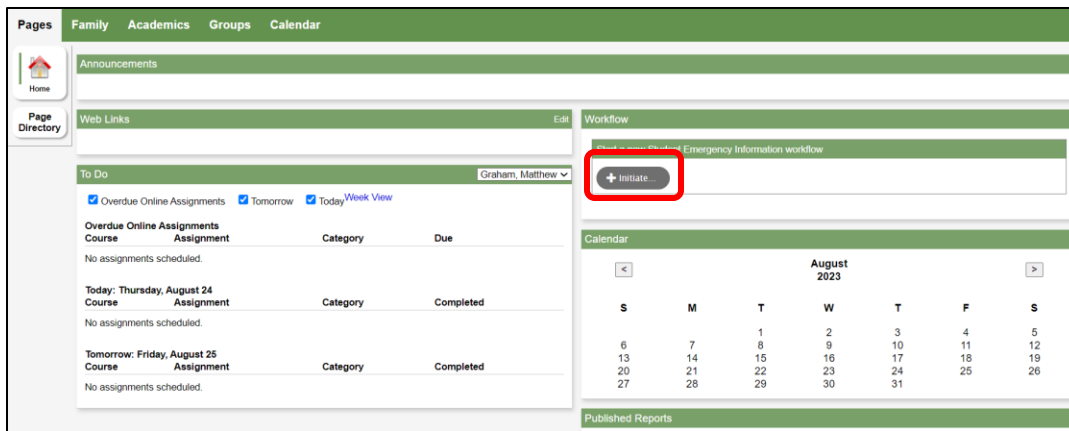 Pages Family Academics Groups Calendar
Home
Page Directory
Announcements
Web Links Edit
To Do Graham, Matthew
Overdue Online Assignments Tomorrow Today Week View
Overdue Online Assignments
Course Assignment Category Due
No assignments scheduled.
Today: Thursday, August 24
Course Assignment Category Completed
No assignments scheduled.
Tomorrow: Friday, August 25
Course Assignment Category Completed
No assignments scheduled.
Workflow
Start a new Student Emergency Information workflow
+ Initiate...
Calendar
< August >
2023
S M T W T F S
1 2 3 4 5
6 7 8 9 10 11 12
13 14 15 16 17 18 19
20 21 22 23 24 25 26
27 28 29 30 31
Published Reports